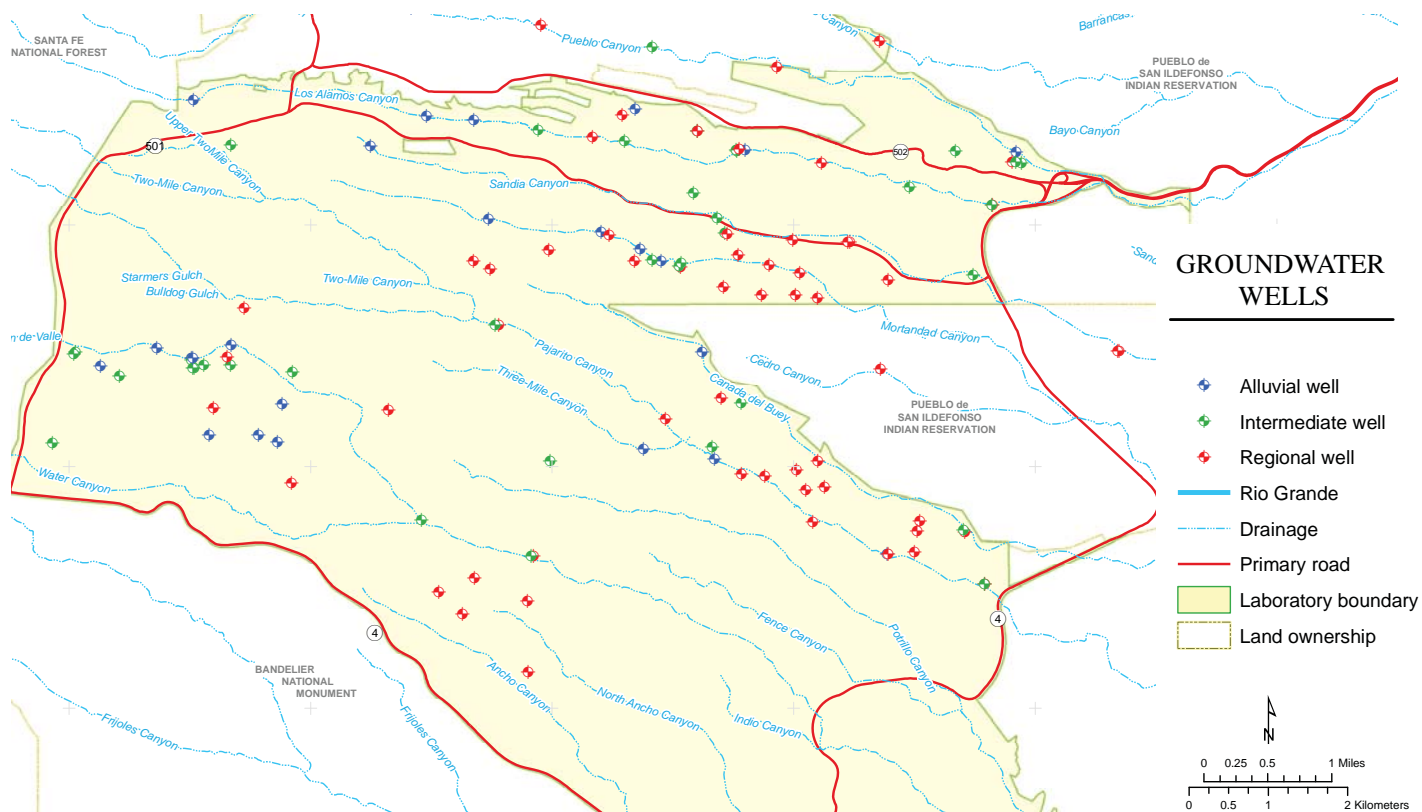 SANTA FE
NATIONAL FOREST
Pueblo Canyon
Canyon
Barrancas
PUEBLO de
SAN ILDEFONSO
INDIAN RESERVATION
Los Alamos Canyon
Bayo Canyon
501
502
Upper TwoMile Canyon
Two-Mile Canyon
Sandia Canyon
Sand
GROUNDWATER
WELLS
Starmers Gulch
Bulldog Gulch
Two-Mile Canyon
Mortandad Canyon
n de Valle
Pajarito Canyon
Cedro Canyon
Three-Mile Canyon
Canada del Buey
PUEBLO de
SAN ILDEFONSO
INDIAN RESERVATION
Alluvial well
Intermediate well
Regional well
Rio Grande
Drainage
Primary road
Laboratory boundary
Land ownership
Water Canyon
4
4
Fence Canyon
Potrillo Canyon
BANDELIER
NATIONAL
MONUMENT
Ancho Canyon
North Ancho Canyon
Indio Canyon
Frijoles Canyon
Frijoles Canyon
N
0 0.25 0.5 1 Miles
0 0.5 1 2 Kilometers